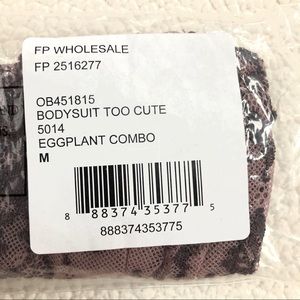 FP WHOLESALE
FP 2516277
OB451815
BODYSUIT TOO CUTE
5014
EGGPLANT COMBO
M
8 88374 35377 5
888374353775